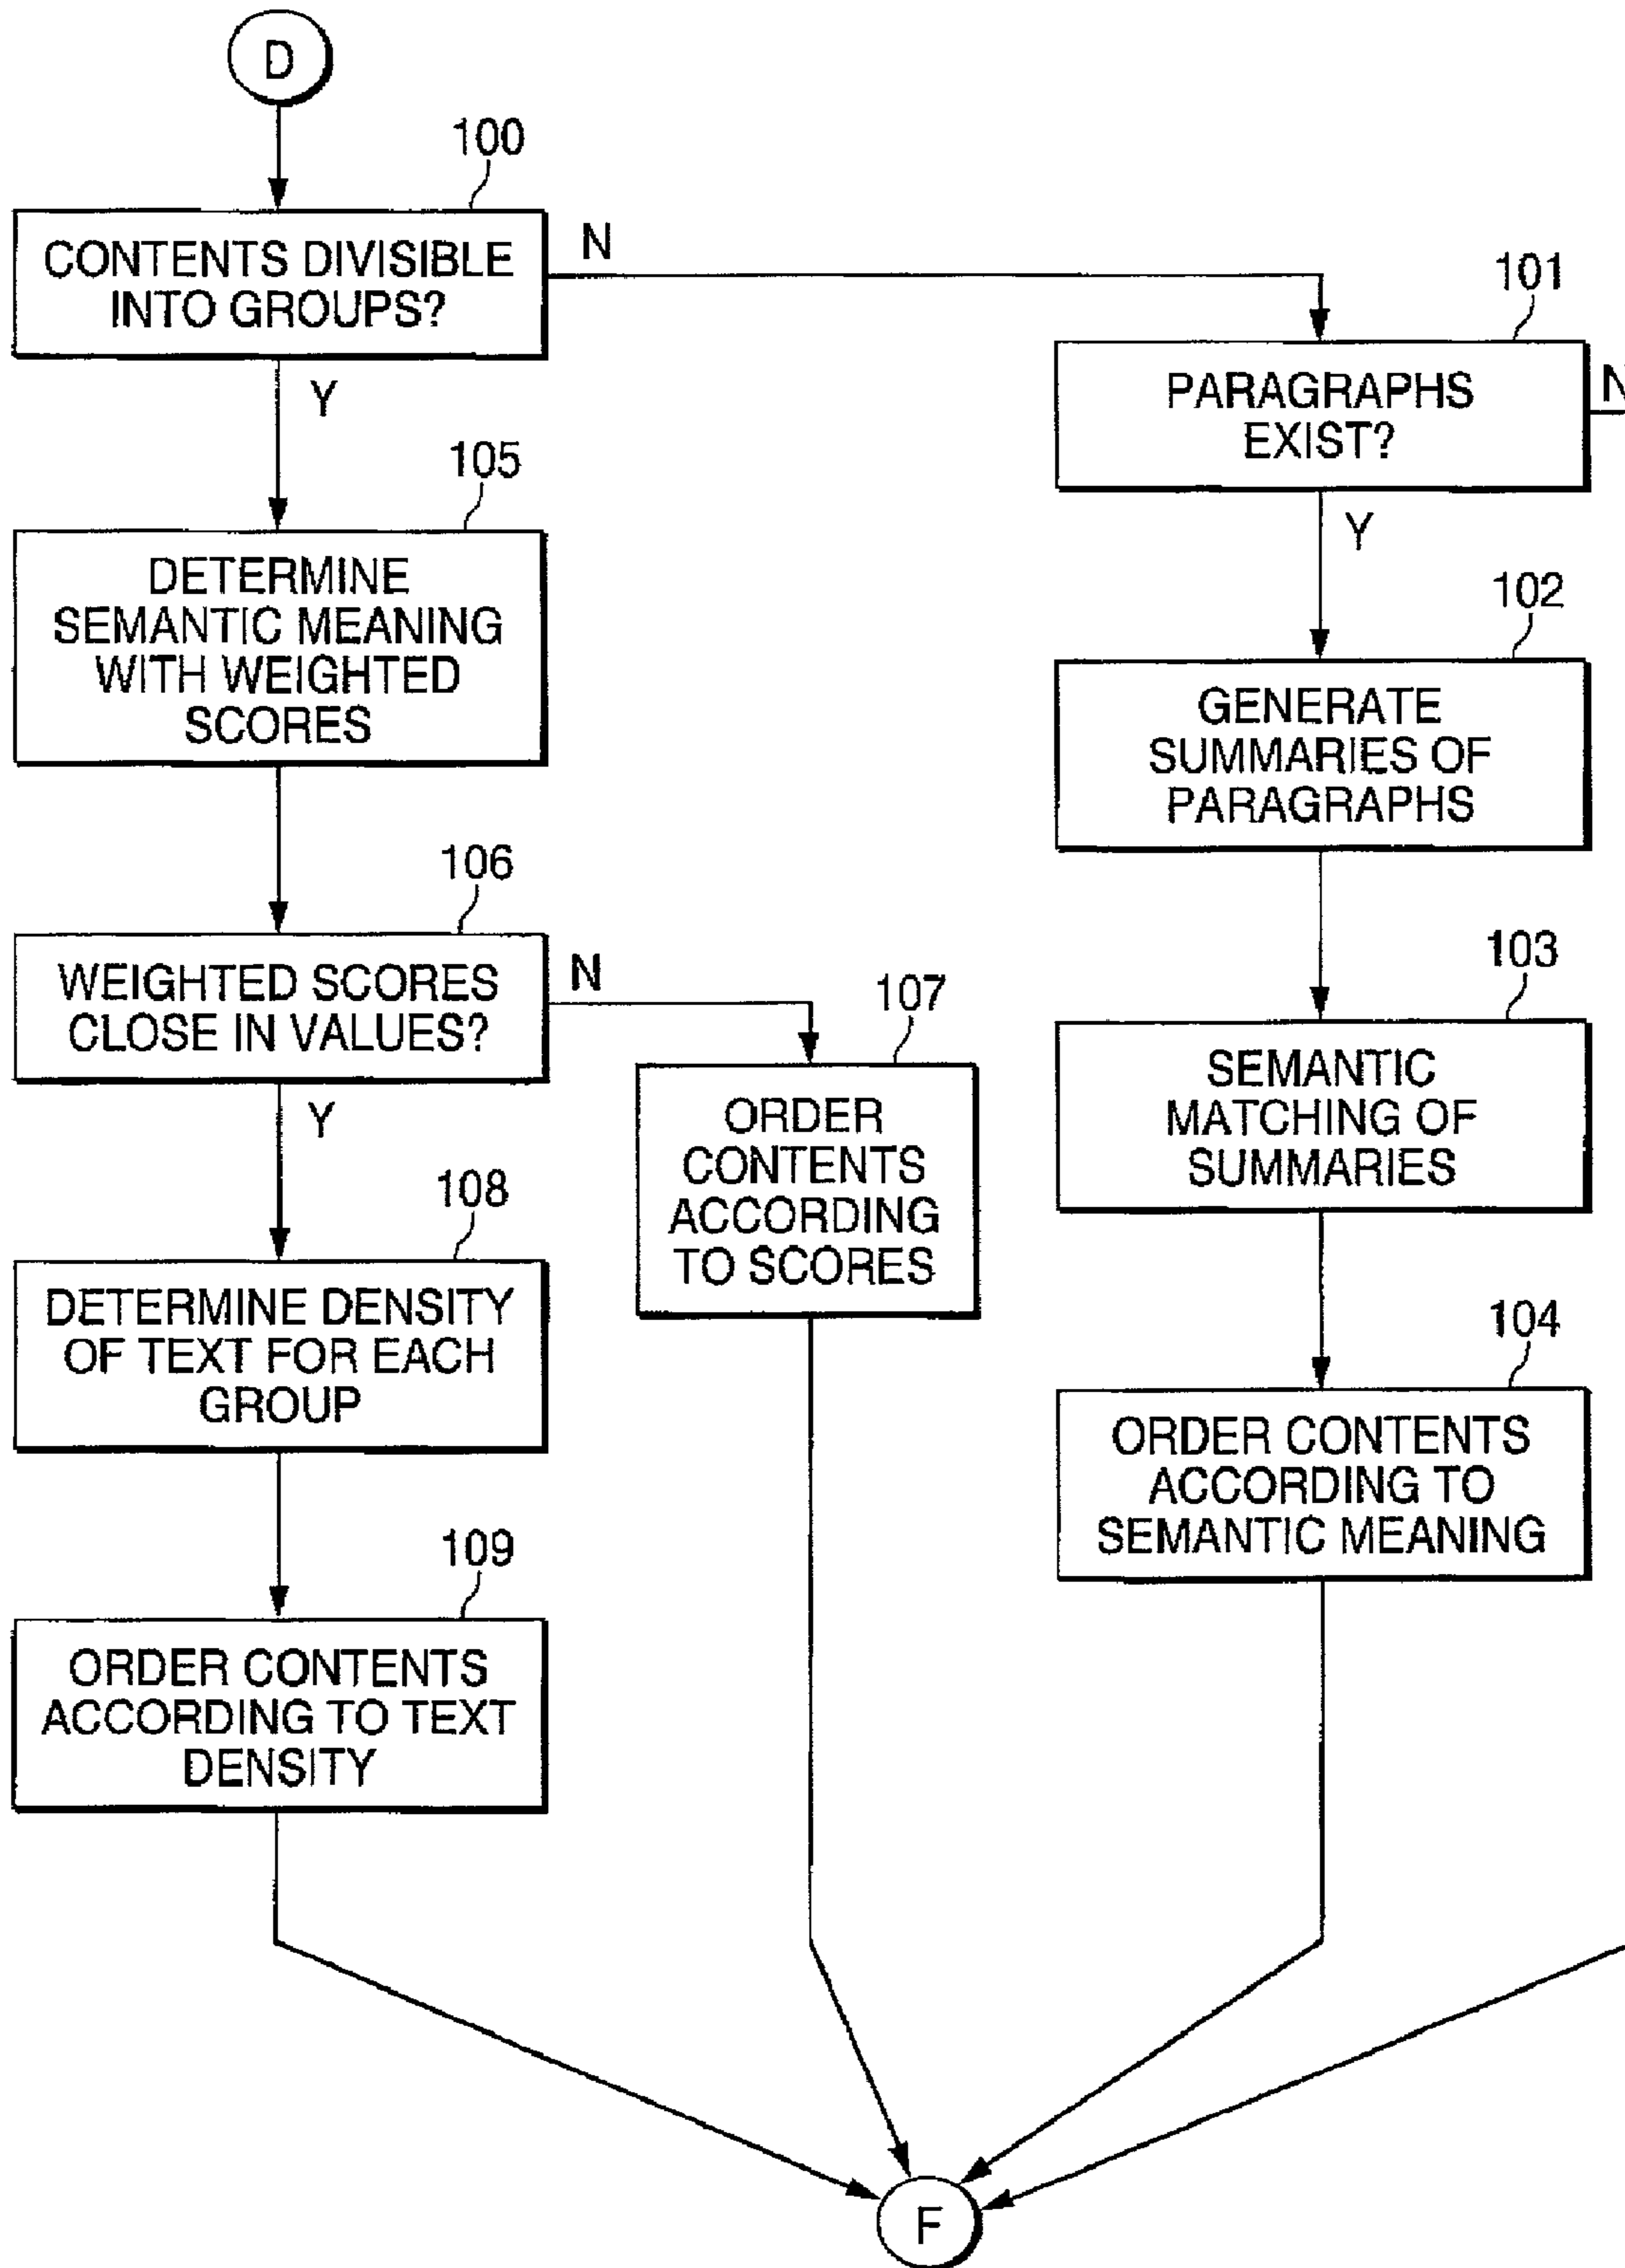 D
100
CONTENTS DIVISIBLE
INTO GROUPS?
N
Y
101
PARAGRAPHS
EXIST?
N
Y
105
DETERMINE
SEMANTIC MEANING
WITH WEIGHTED
SCORES
102
GENERATE
SUMMARIES OF
PARAGRAPHS
106
WEIGHTED SCORES
CLOSE IN VALUES?
N
Y
107
ORDER
CONTENTS
ACCORDING
TO SCORES
103
SEMANTIC
MATCHING OF
SUMMARIES
108
DETERMINE DENSITY
OF TEXT FOR EACH
GROUP
104
ORDER CONTENTS
ACCORDING TO
SEMANTIC MEANING
109
ORDER CONTENTS
ACCORDING TO TEXT
DENSITY
F